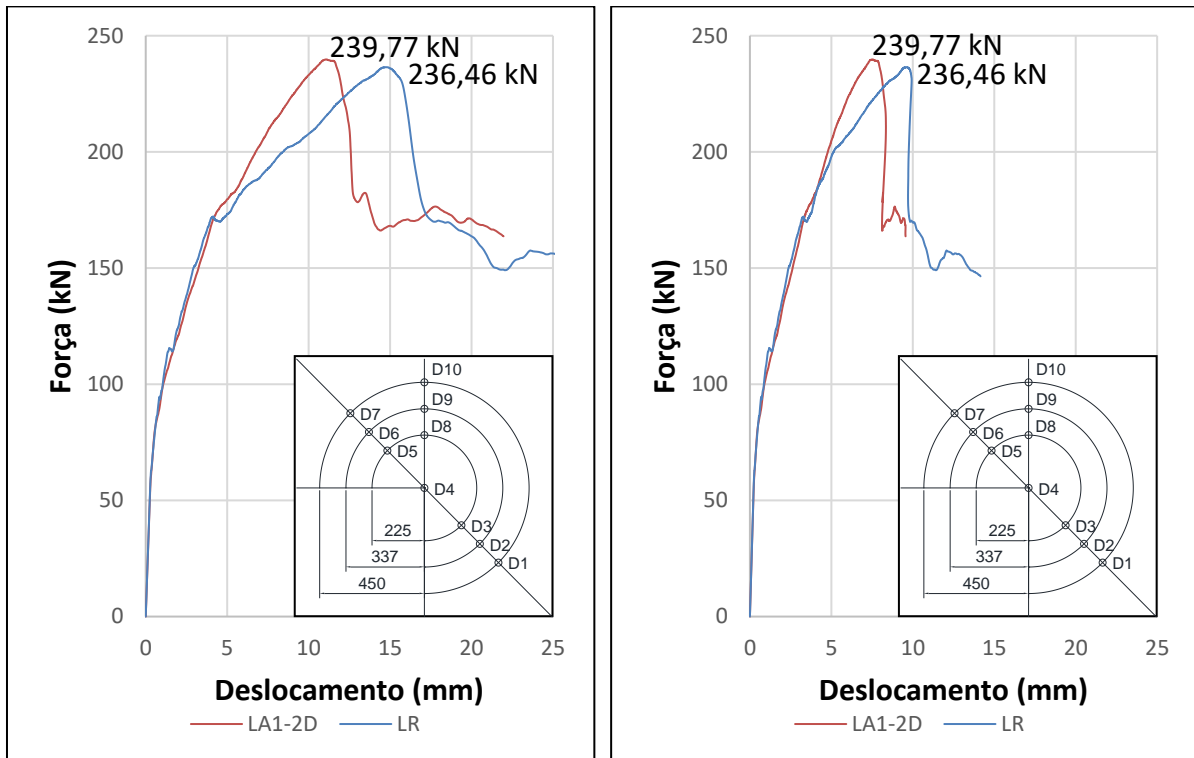 250
200
150
100
50
0
Força (kN)
239,77 kN
236,46 kN
D10
D9
D8
D7
D6
D5
D4
D3
D2
D1
225
337
450
0 5 10 15 20 25
Deslocamento (mm)
LA1-2D LR
250
200
150
100
50
0
Força (kN)
239,77 kN
236,46 kN
D10
D9
D8
D7
D6
D5
D4
D3
D2
D1
225
337
450
0 5 10 15 20 25
Deslocamento (mm)
LA1-2D LR